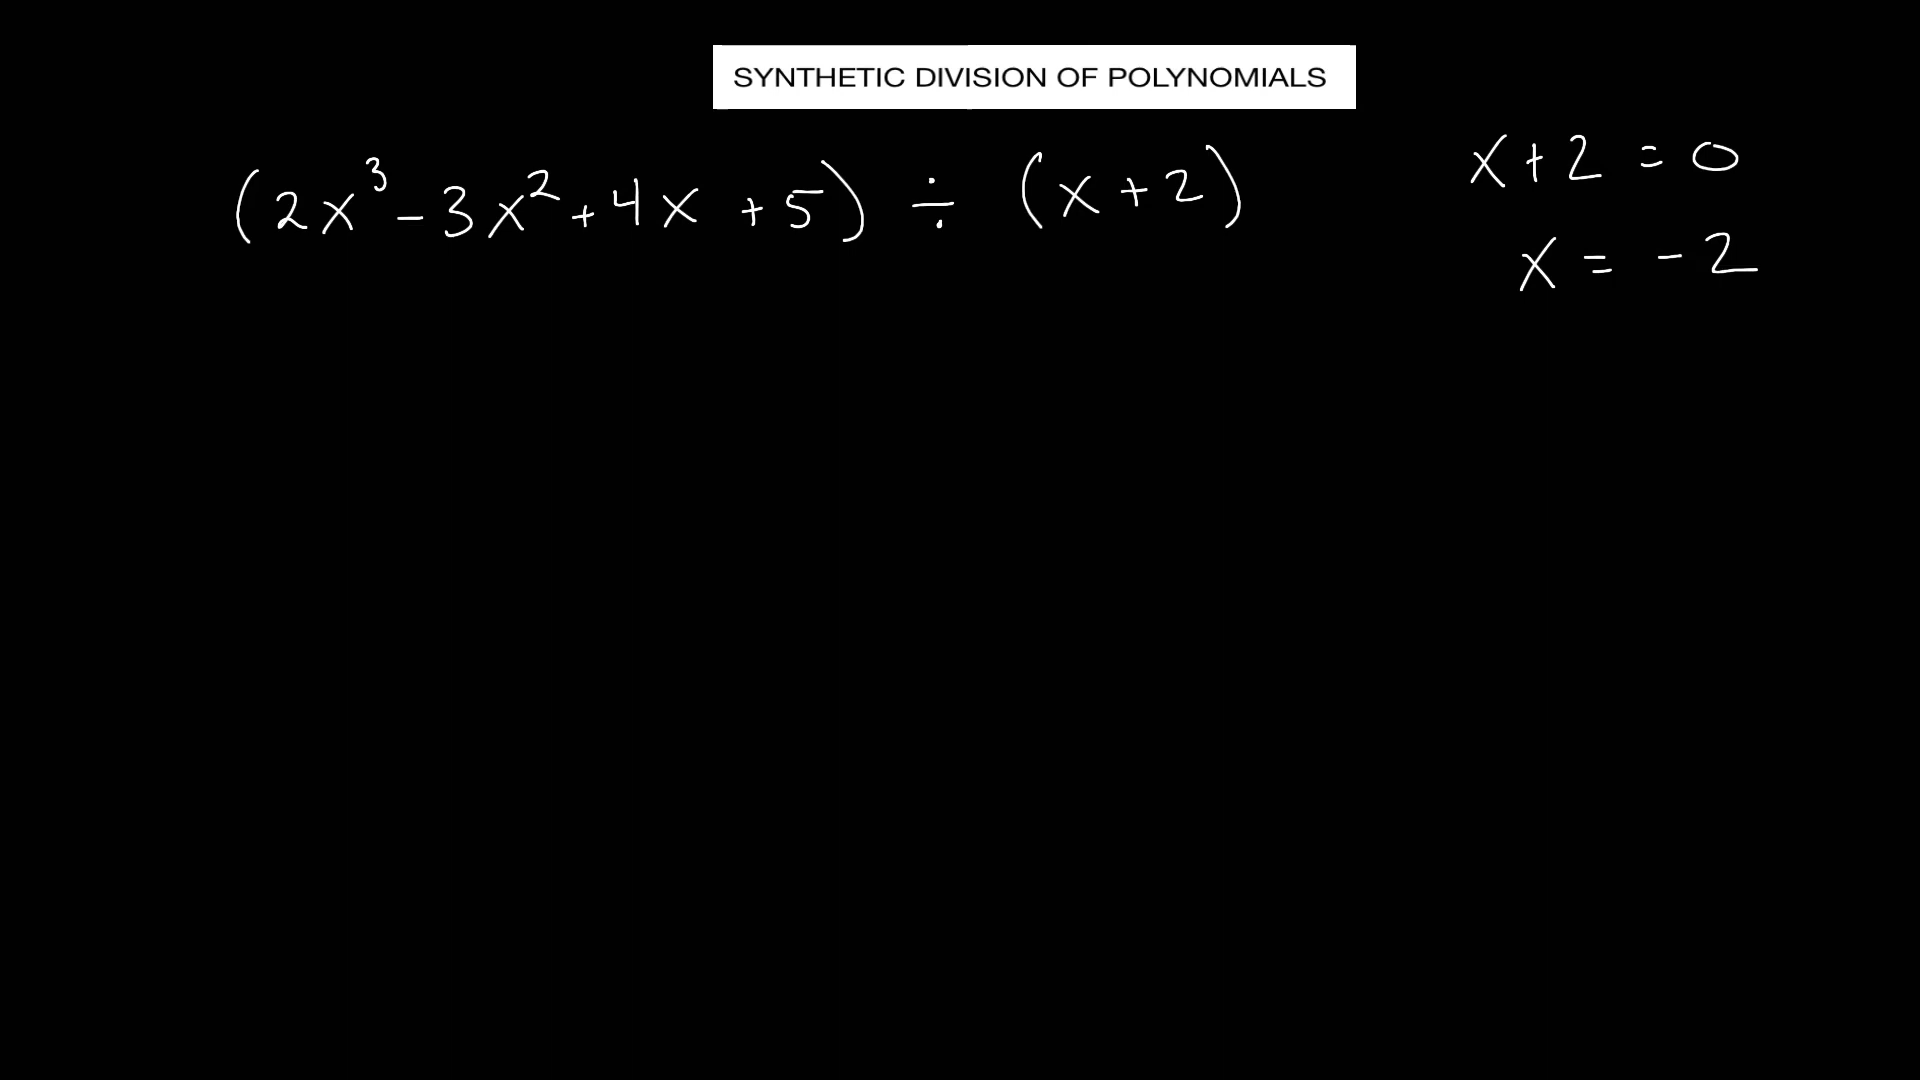 SYNTHETIC DIVISION OF POLYNOMIALS
(2x³ - 3x² + 4x + 5) ÷ (x + 2)
x + 2 = 0
x = - 2